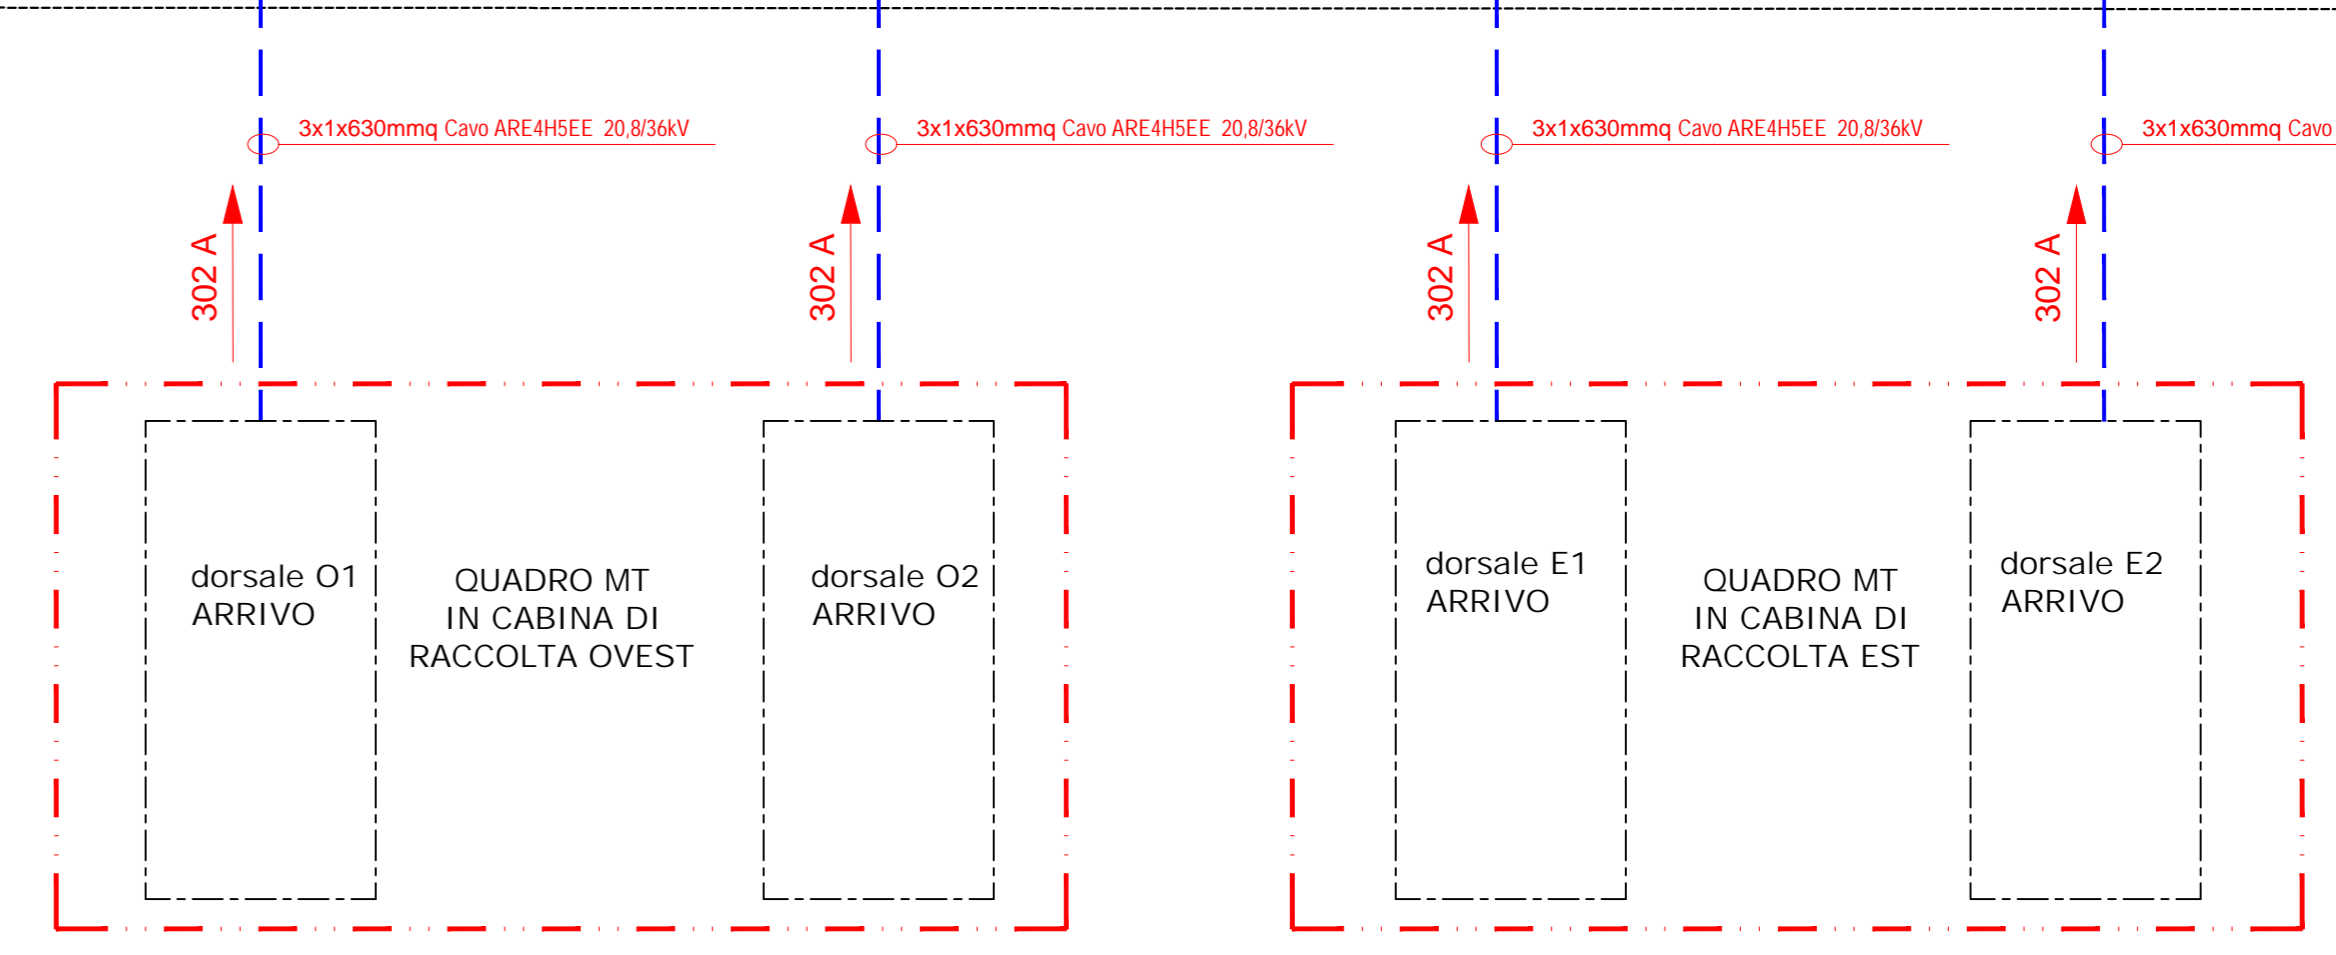 3x1x630mmq Cavo ARE4H5EE 20,8/36kV
3x1x630mmq Cavo ARE4H5EE 20,8/36kV
3x1x630mmq Cavo ARE4H5EE 20,8/36kV
3x1x630mmq Cavo
302 A
302 A
302 A
302 A
dorsale O1
ARRIVO
QUADRO MT
IN CABINA DI
RACCOLTA OVEST
dorsale O2
ARRIVO
dorsale E1
ARRIVO
QUADRO MT
IN CABINA DI
RACCOLTA EST
dorsale E2
ARRIVO